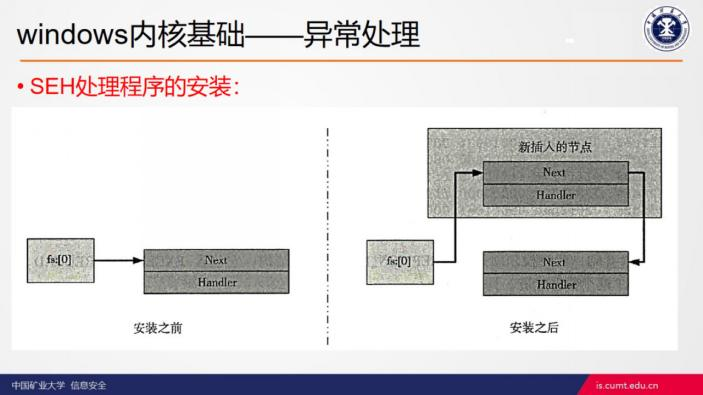 windows内核基础——异常处理
• SEH处理程序的安装：
fs:[0]
Next
Handler
安装之前
新插入的节点
Next
Handler
fs:[0]
Next
Handler
安装之后
中国矿业大学 信息安全
is.cumt.edu.cn